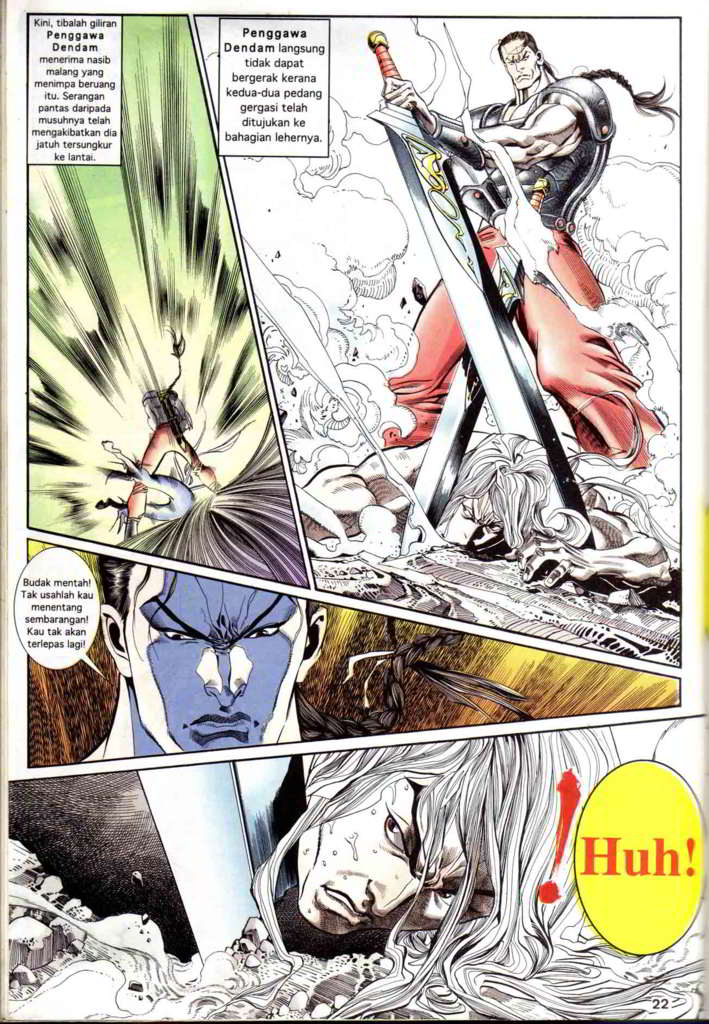 Kini, tibalah giliran
Penggawa
Dendam
menerima nasib
malang yang
menimpa beruang
itu. Serangan
pantas daripada
musuhnya telah
mengakibatkan dia
jatuh tersungkur
ke lantai.
Penggawa
Dendam langsung
tidak dapat
bergerak kerana
kedua-dua pedang
gergasi telah
ditujukan ke
bahagian lehernya.
Budak mentah!
Tak usahlah kau
menentang
sembarangan!
Kau tak akan
terlepas lagi!
!
Huh!
22